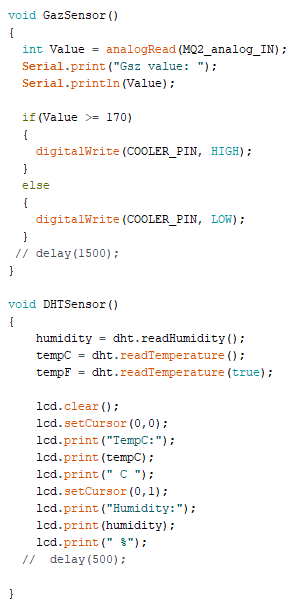 void GazSensor()
{
  int Value = analogRead(MQ2_analog_IN);
  Serial.print("Gsz value: ");
  Serial.println(Value);

  if(Value >= 170)
  {
    digitalWrite(COOLER_PIN, HIGH);
  }
  else
  {
    digitalWrite(COOLER_PIN, LOW);
  }
 // delay(1500);
}

void DHTSensor()
{
    humidity = dht.readHumidity();
    tempC = dht.readTemperature();
    tempF = dht.readTemperature(true);

    lcd.clear();
    lcd.setCursor(0,0);
    lcd.print("TempC:");
    lcd.print(tempC);
    lcd.print(" C ");
    lcd.setCursor(0,1);
    lcd.print("Humidity:");
    lcd.print(humidity);
    lcd.print(" %");
  //  delay(500);

}